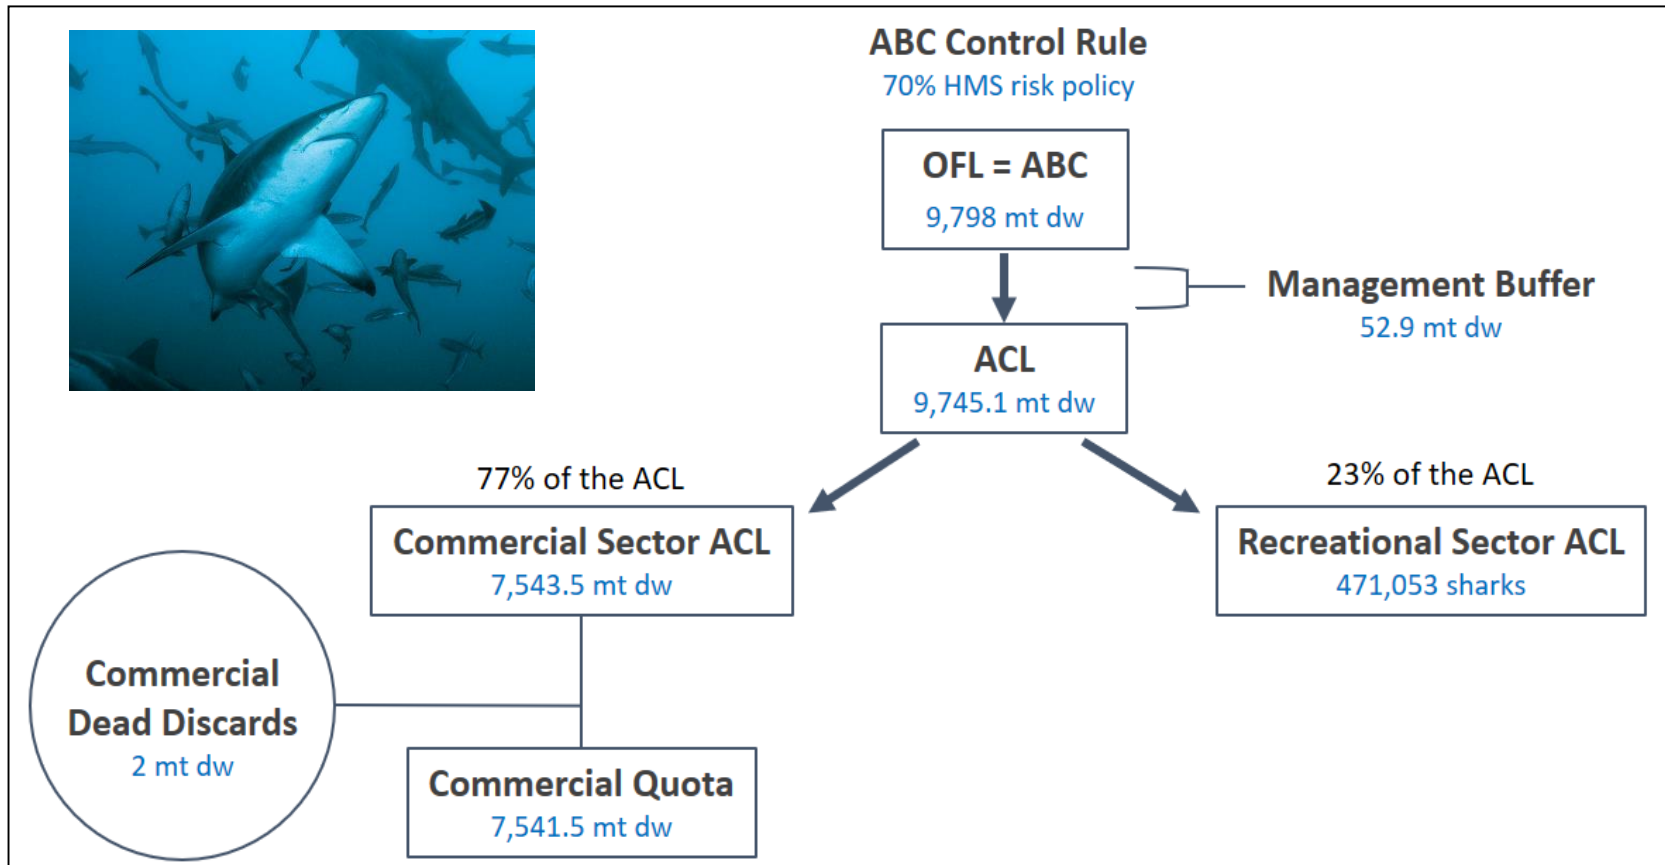 ABC Control Rule
70% HMS risk policy
OFL = ABC
9,798 mt dw
Management Buffer
52.9 mt dw
ACL
9,745.1 mt dw
77% of the ACL
23% of the ACL
Commercial Sector ACL
7,543.5 mt dw
Recreational Sector ACL
471,053 sharks
Commercial
Dead Discards
2 mt dw
Commercial Quota
7,541.5 mt dw